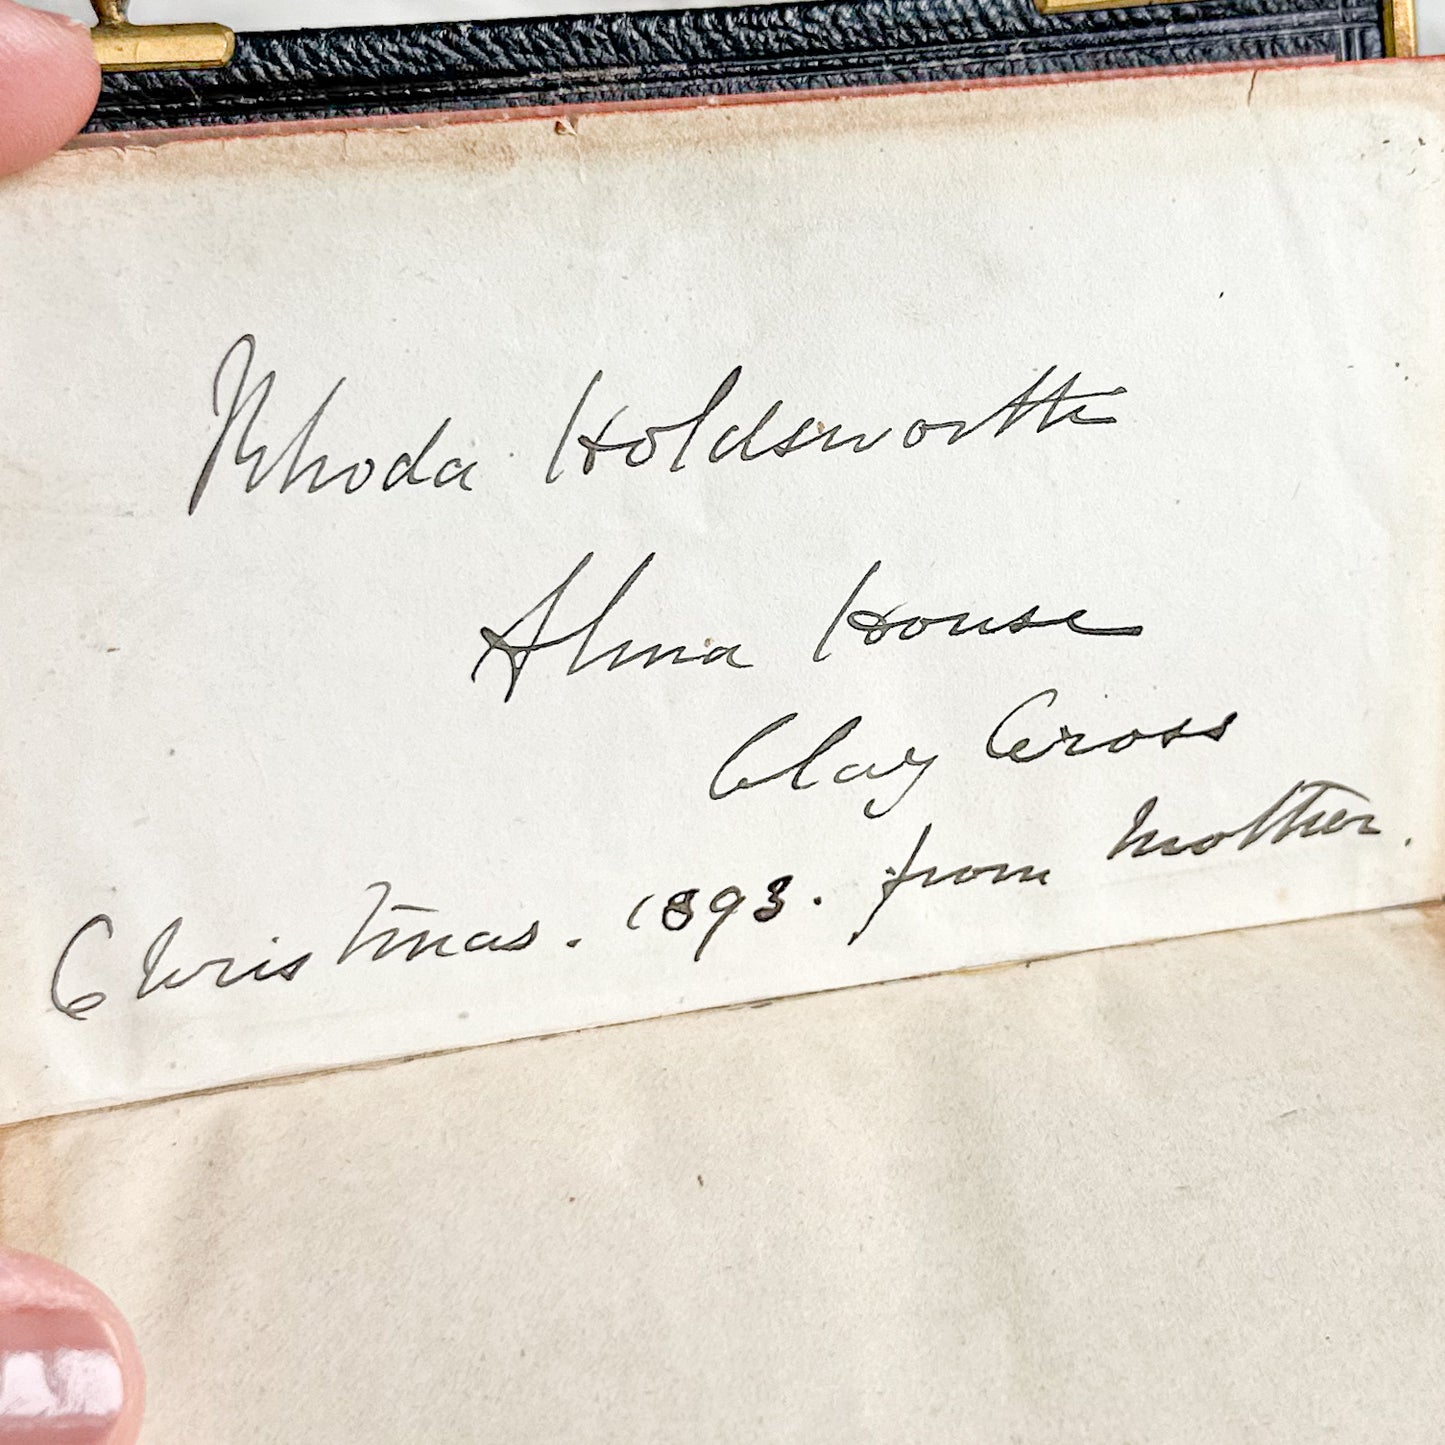 Rhoda Holdsworth
Alma House
Clay Cross
Christmas. 1893. from Mother.